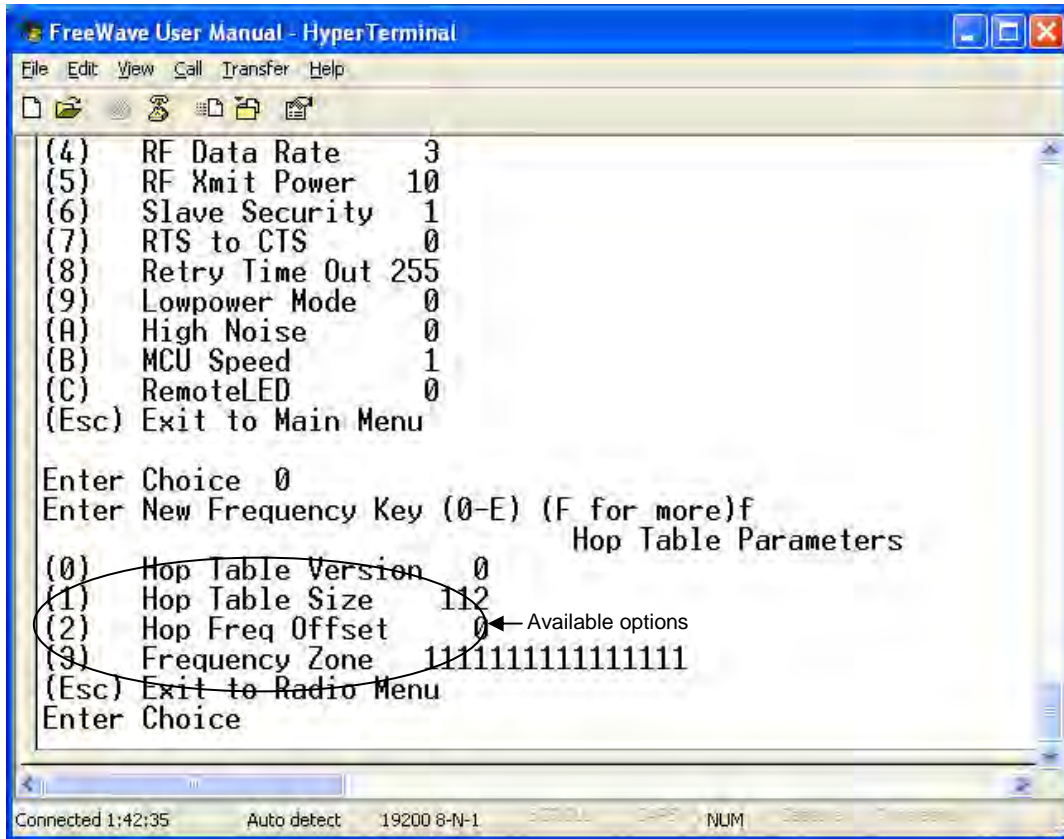 FreeWave User Manual - HyperTerminal
File Edit View Call Transfer Help
(4) RF Data Rate 3
(5) RF Xmit Power 10
(6) Slave Security 1
(7) RTS to CTS 0
(8) Retry Time Out 255
(9) Lowpower Mode 0
(A) High Noise 0
(B) MCU Speed 1
(C) RemoteLED 0
(Esc) Exit to Main Menu
Enter Choice 0
Enter New Frequency Key (0-E) (F for more)f
Hop Table Parameters
(0) Hop Table Version 0
(1) Hop Table Size 112
(2) Hop Freq Offset 0
Available options
(3) Frequency Zone 1111111111111111
(Esc) Exit to Radio Menu
Enter Choice
Connected 1:42:35 Auto detect 19200 8-N-1 NUM